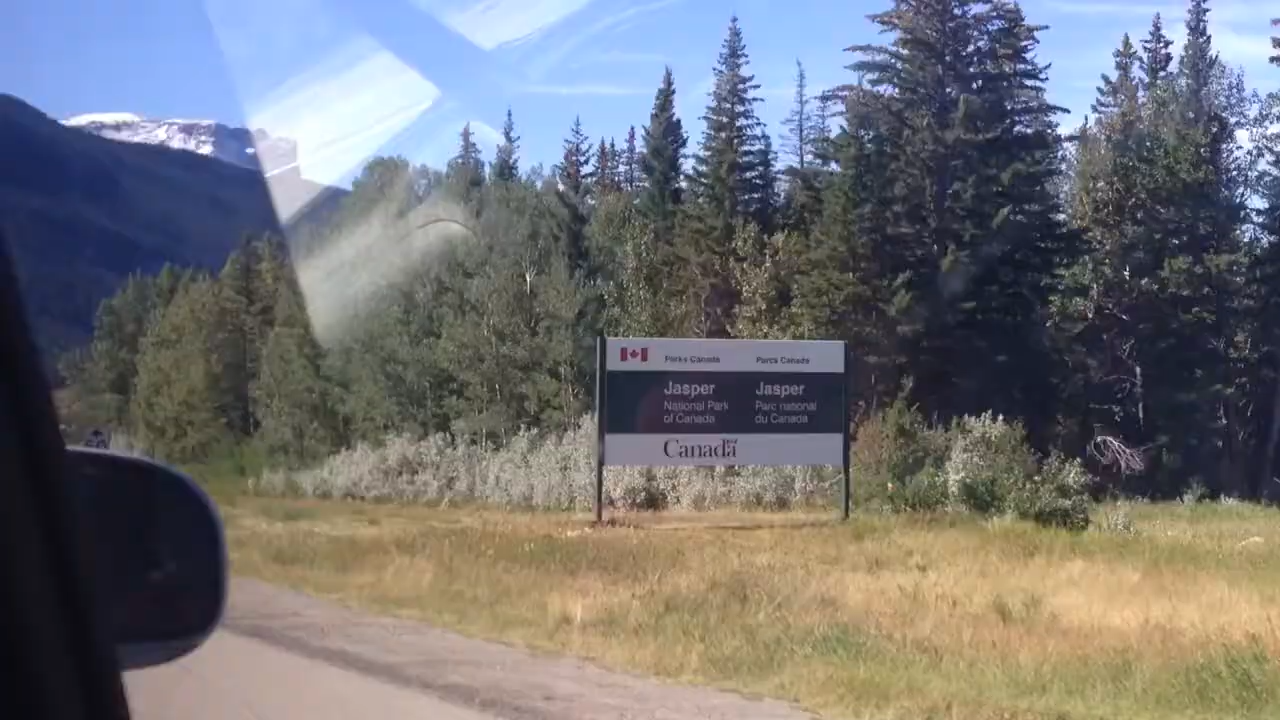 Parks Canada Parcs Canada
Jasper Jasper
National Park Parc national
of Canada du Canada
Canada